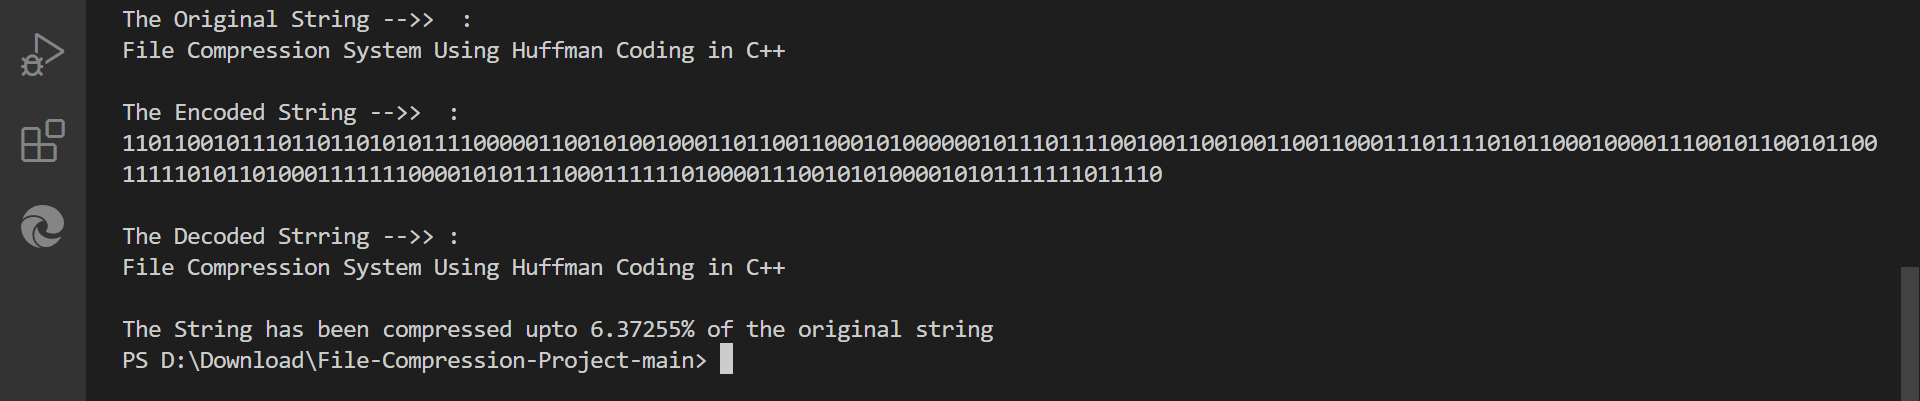 The Original String -->>  :
File Compression System Using Huffman Coding in C++
The Encoded String -->>  :
110110010111011011010101111000001100101001000110110011000101000000101110111100100110010011001100011101111010110001000011100101100101100
11111010110100011111110000101011110001111110100001110010101000010101111111011110
The Decoded Strring -->> :
File Compression System Using Huffman Coding in C++
The String has been compressed upto 6.37255% of the original string
PS D:\Download\File-Compression-Project-main>